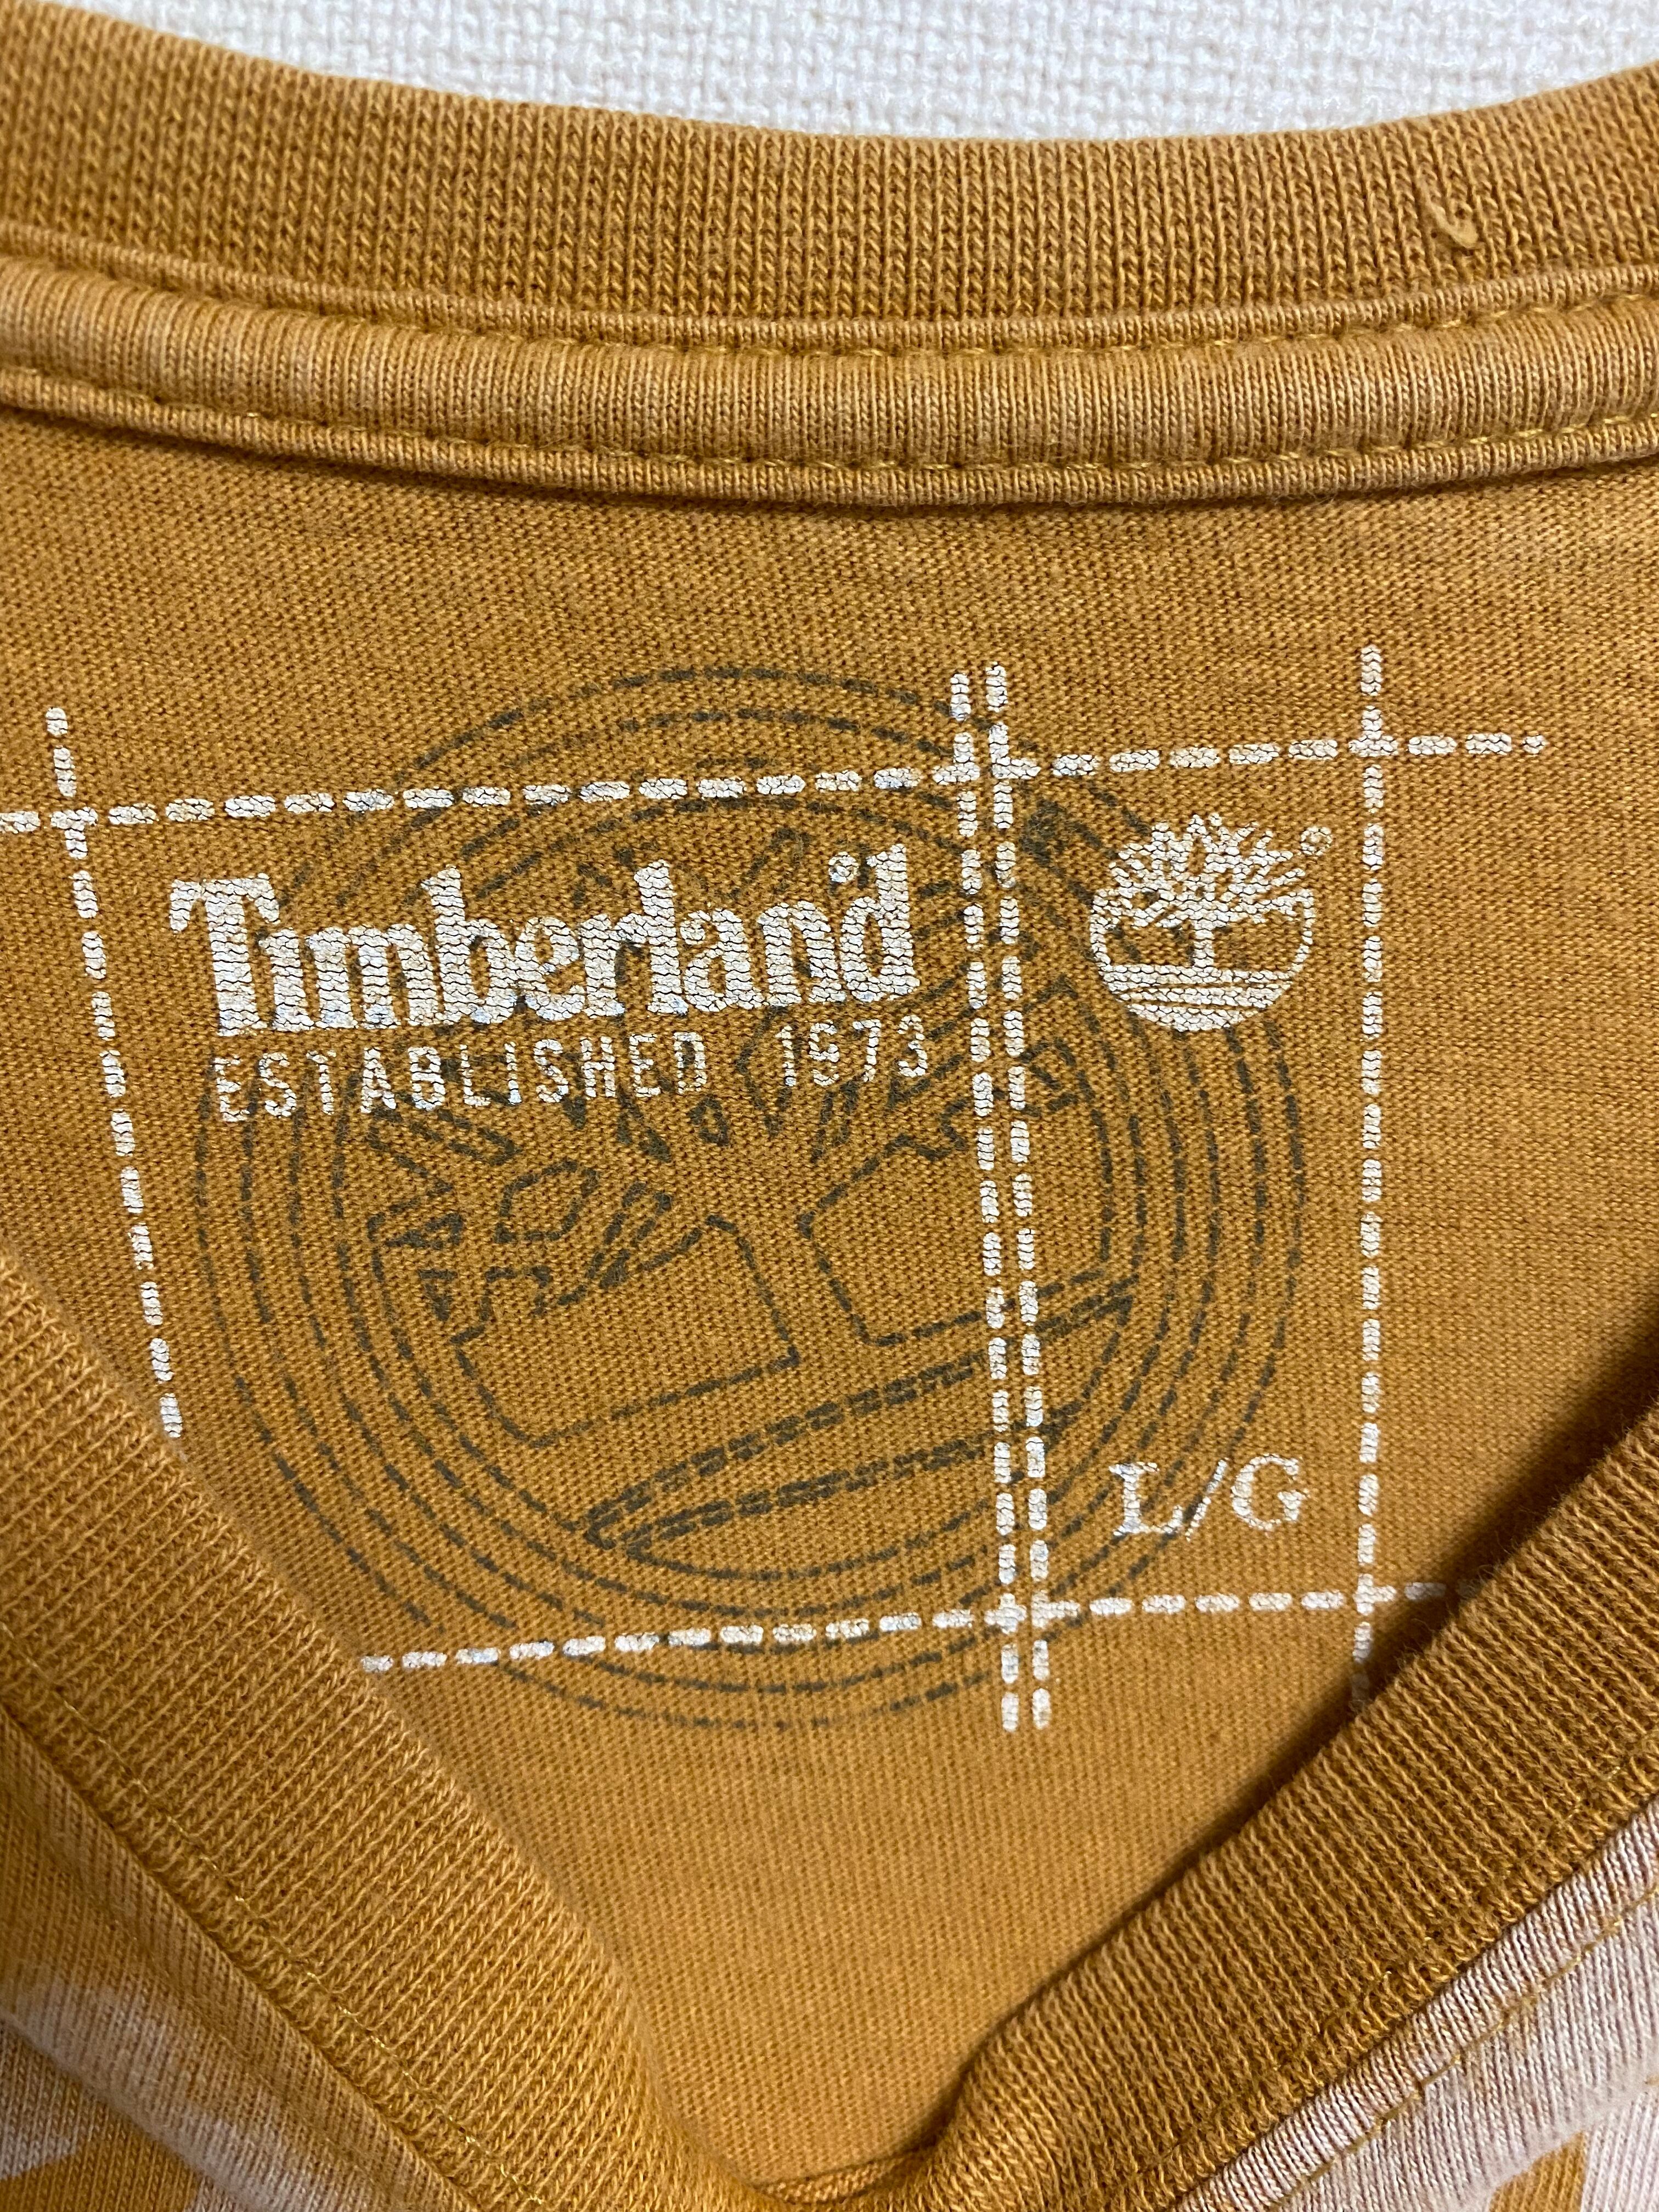 Timberland
ESTABLISHED 1973
L/G